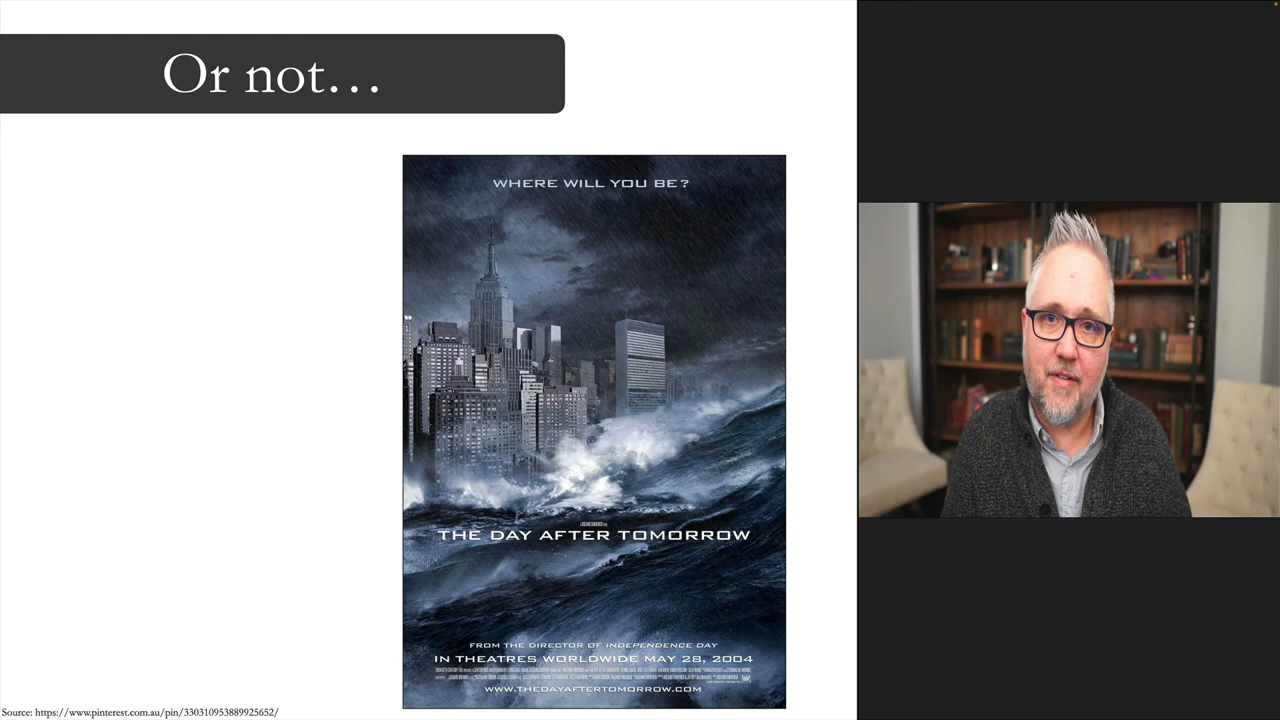 Or not…
WHERE WILL YOU BE?
THE DAY AFTER TOMORROW
FROM THE DIRECTOR OF INDEPENDENCE DAY
IN THEATRES WORLDWIDE MAY 28, 2004
WWW.THEDAYAFTERTOMORROW.COM
Source: https://www.pinterest.com.au/pin/330310953889925652/